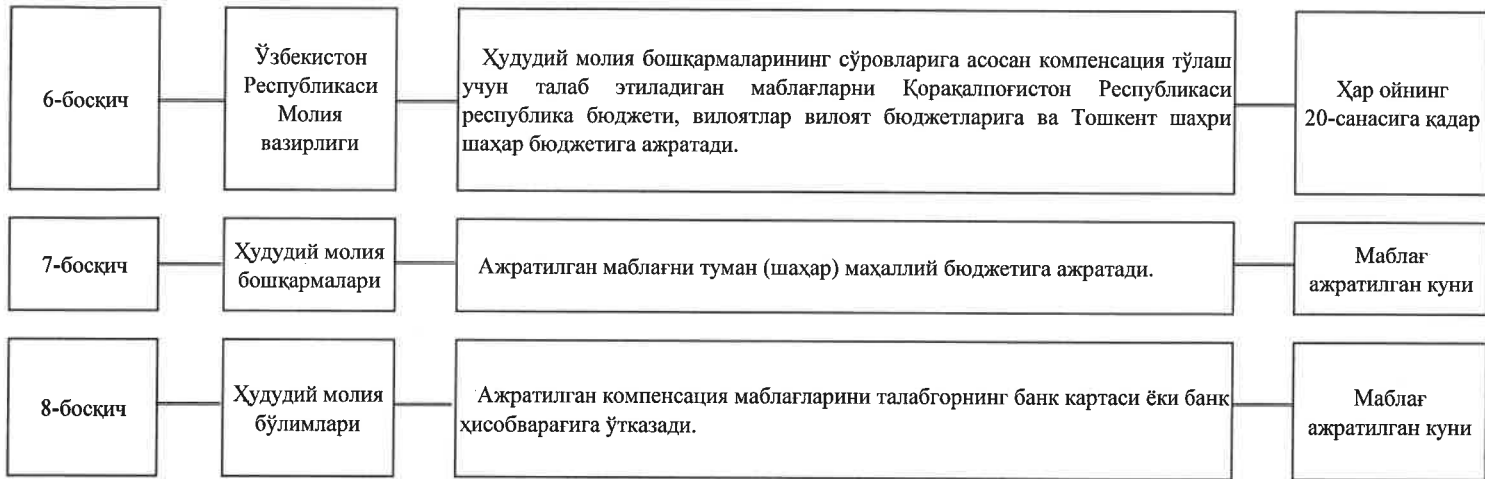 6-босқич
Ўзбекистон
Республикаси
Молия
вазирлиги
Ҳудудий молия бошқармаларининг сўровларига асосан компенсация тўлаш
учун талаб этиладиган маблағларни Қорақалпоғистон Республикаси
республика бюджети, вилоятлар вилоят бюджетларига ва Тошкент шаҳри
шаҳар бюджетига ажратади.
Ҳар ойнинг
20-санасига қадар
7-босқич
Ҳудудий молия
бошқармалари
Ажратилган маблағни туман (шаҳар) маҳаллий бюджетига ажратади.
Маблағ
ажратилган куни
8-босқич
Ҳудудий молия
бўлимлари
Ажратилган компенсация маблағларини талабгорнинг банк картаси ёки банк
ҳисобварағига ўтказади.
Маблағ
ажратилган куни